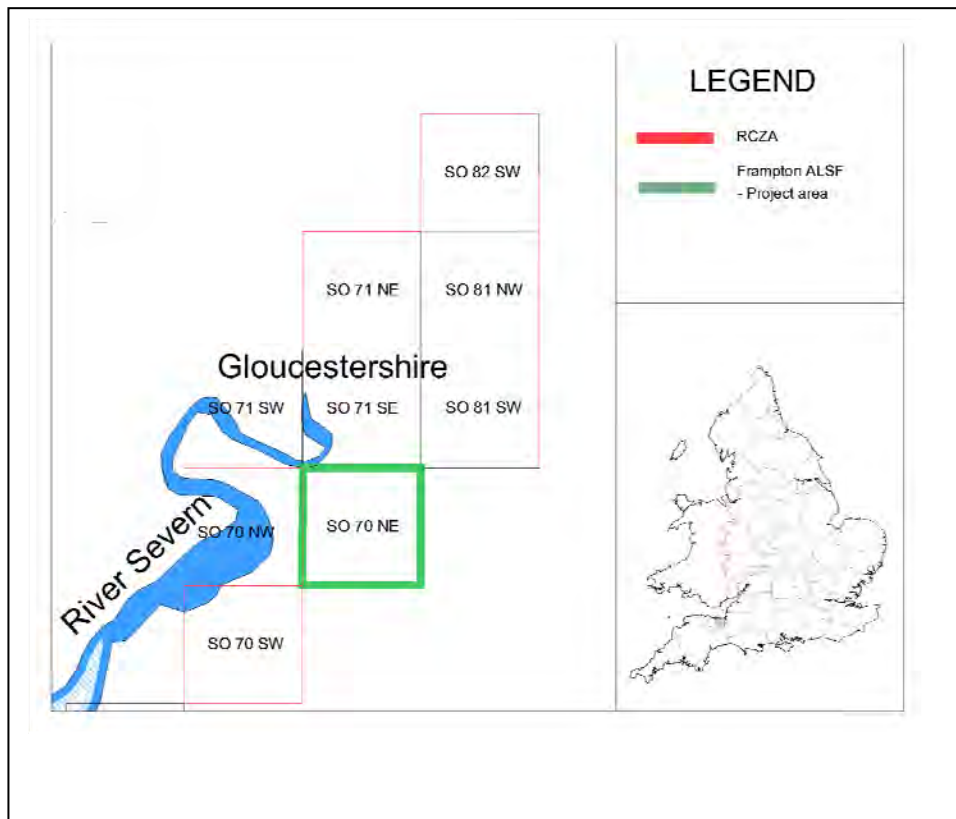 LEGEND
RCZA
Frampton ALSF
- Project area
SO 82 SW
SO 71 NE
SO 81 NW
Gloucestershire
SO 71 SW
SO 71 SE
SO 81 SW
SO 70 NW
SO 70 NE
River Severn
SO 70 SW